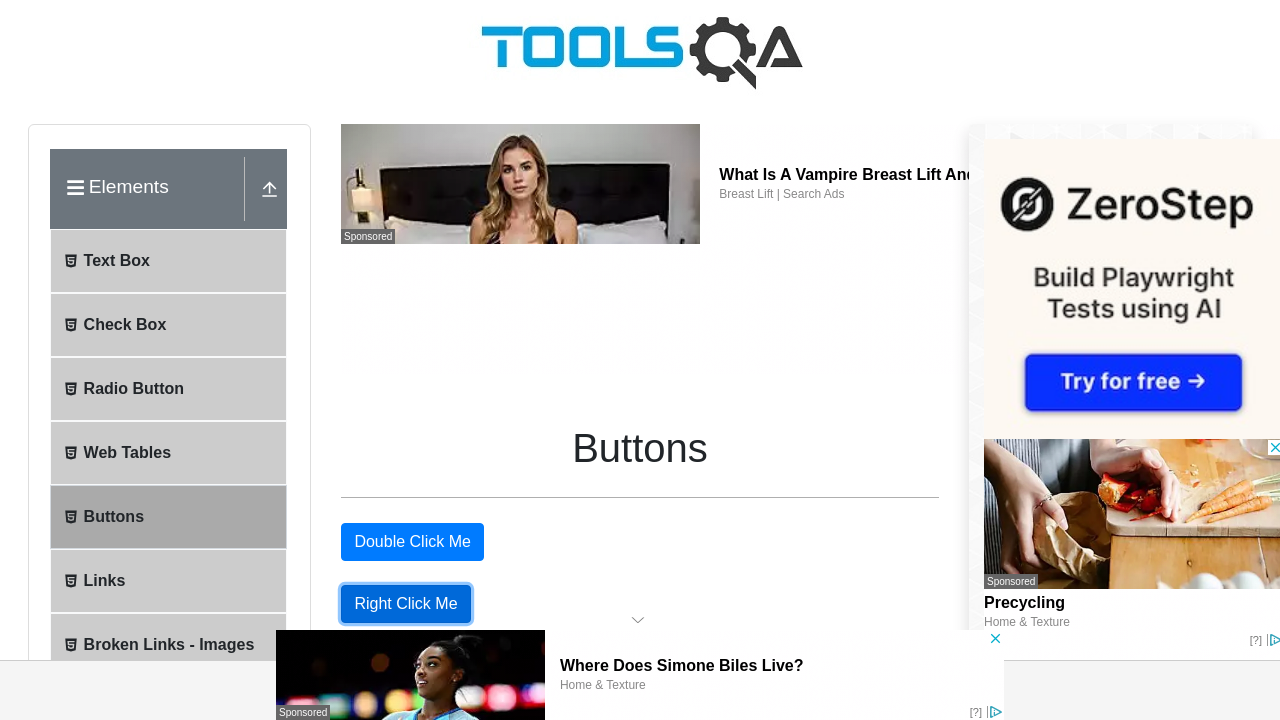 TOOLSQA
Elements
Text Box
Check Box
Radio Button
Web Tables
Buttons
Links
Broken Links - Images
Sponsored
What Is A Vampire Breast Lift And
Breast Lift | Search Ads
Buttons
Double Click Me
Right Click Me
ZeroStep
Build Playwright
Tests using AI
Try for free →
Sponsored
Precycling
Home & Texture
[?]
Sponsored
Where Does Simone Biles Live?
Home & Texture
[?]